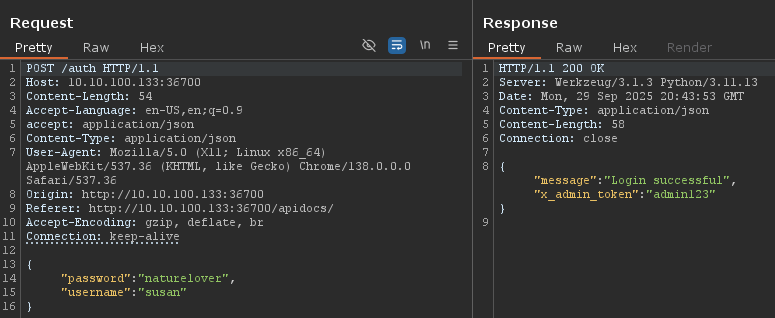 Request
Pretty Raw Hex \n
1 POST /auth HTTP/1.1
2 Host: 10.10.100.133:36700
3 Content-Length: 54
4 Accept-Language: en-US,en;q=0.9
5 accept: application/json
6 Content-Type: application/json
7 User-Agent: Mozilla/5.0 (X11; Linux x86_64)
AppleWebKit/537.36 (KHTML, like Gecko) Chrome/138.0.0.0
Safari/537.36
8 Origin: http://10.10.100.133:36700
9 Referer: http://10.10.100.133:36700/apidocs/
10 Accept-Encoding: gzip, deflate, br
11 Connection: keep-alive
12
13 {
14 "password":"naturelover",
15 "username":"susan"
16 }
Response
Pretty Raw Hex Render
1 HTTP/1.1 200 OK
2 Server: Werkzeug/3.1.3 Python/3.11.13
3 Date: Mon, 29 Sep 2025 20:43:53 GMT
4 Content-Type: application/json
5 Content-Length: 58
6 Connection: close
7
8 {
"message":"Login successful",
"x_admin_token":"admin123"
}
9